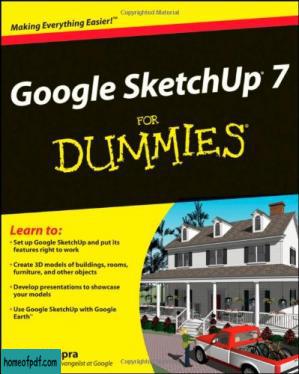 Making Everything Easier!™
Google SketchUp® 7
FOR
DUMMIES®
Learn to:
• Set up Google SketchUp and put its
features right to work
• Create 3D models of buildings, rooms,
furniture, and other objects
• Develop presentations to showcase
your models
• Use Google SketchUp with Google
Earth™
pra
vangelist at Google
homeofpdf.com